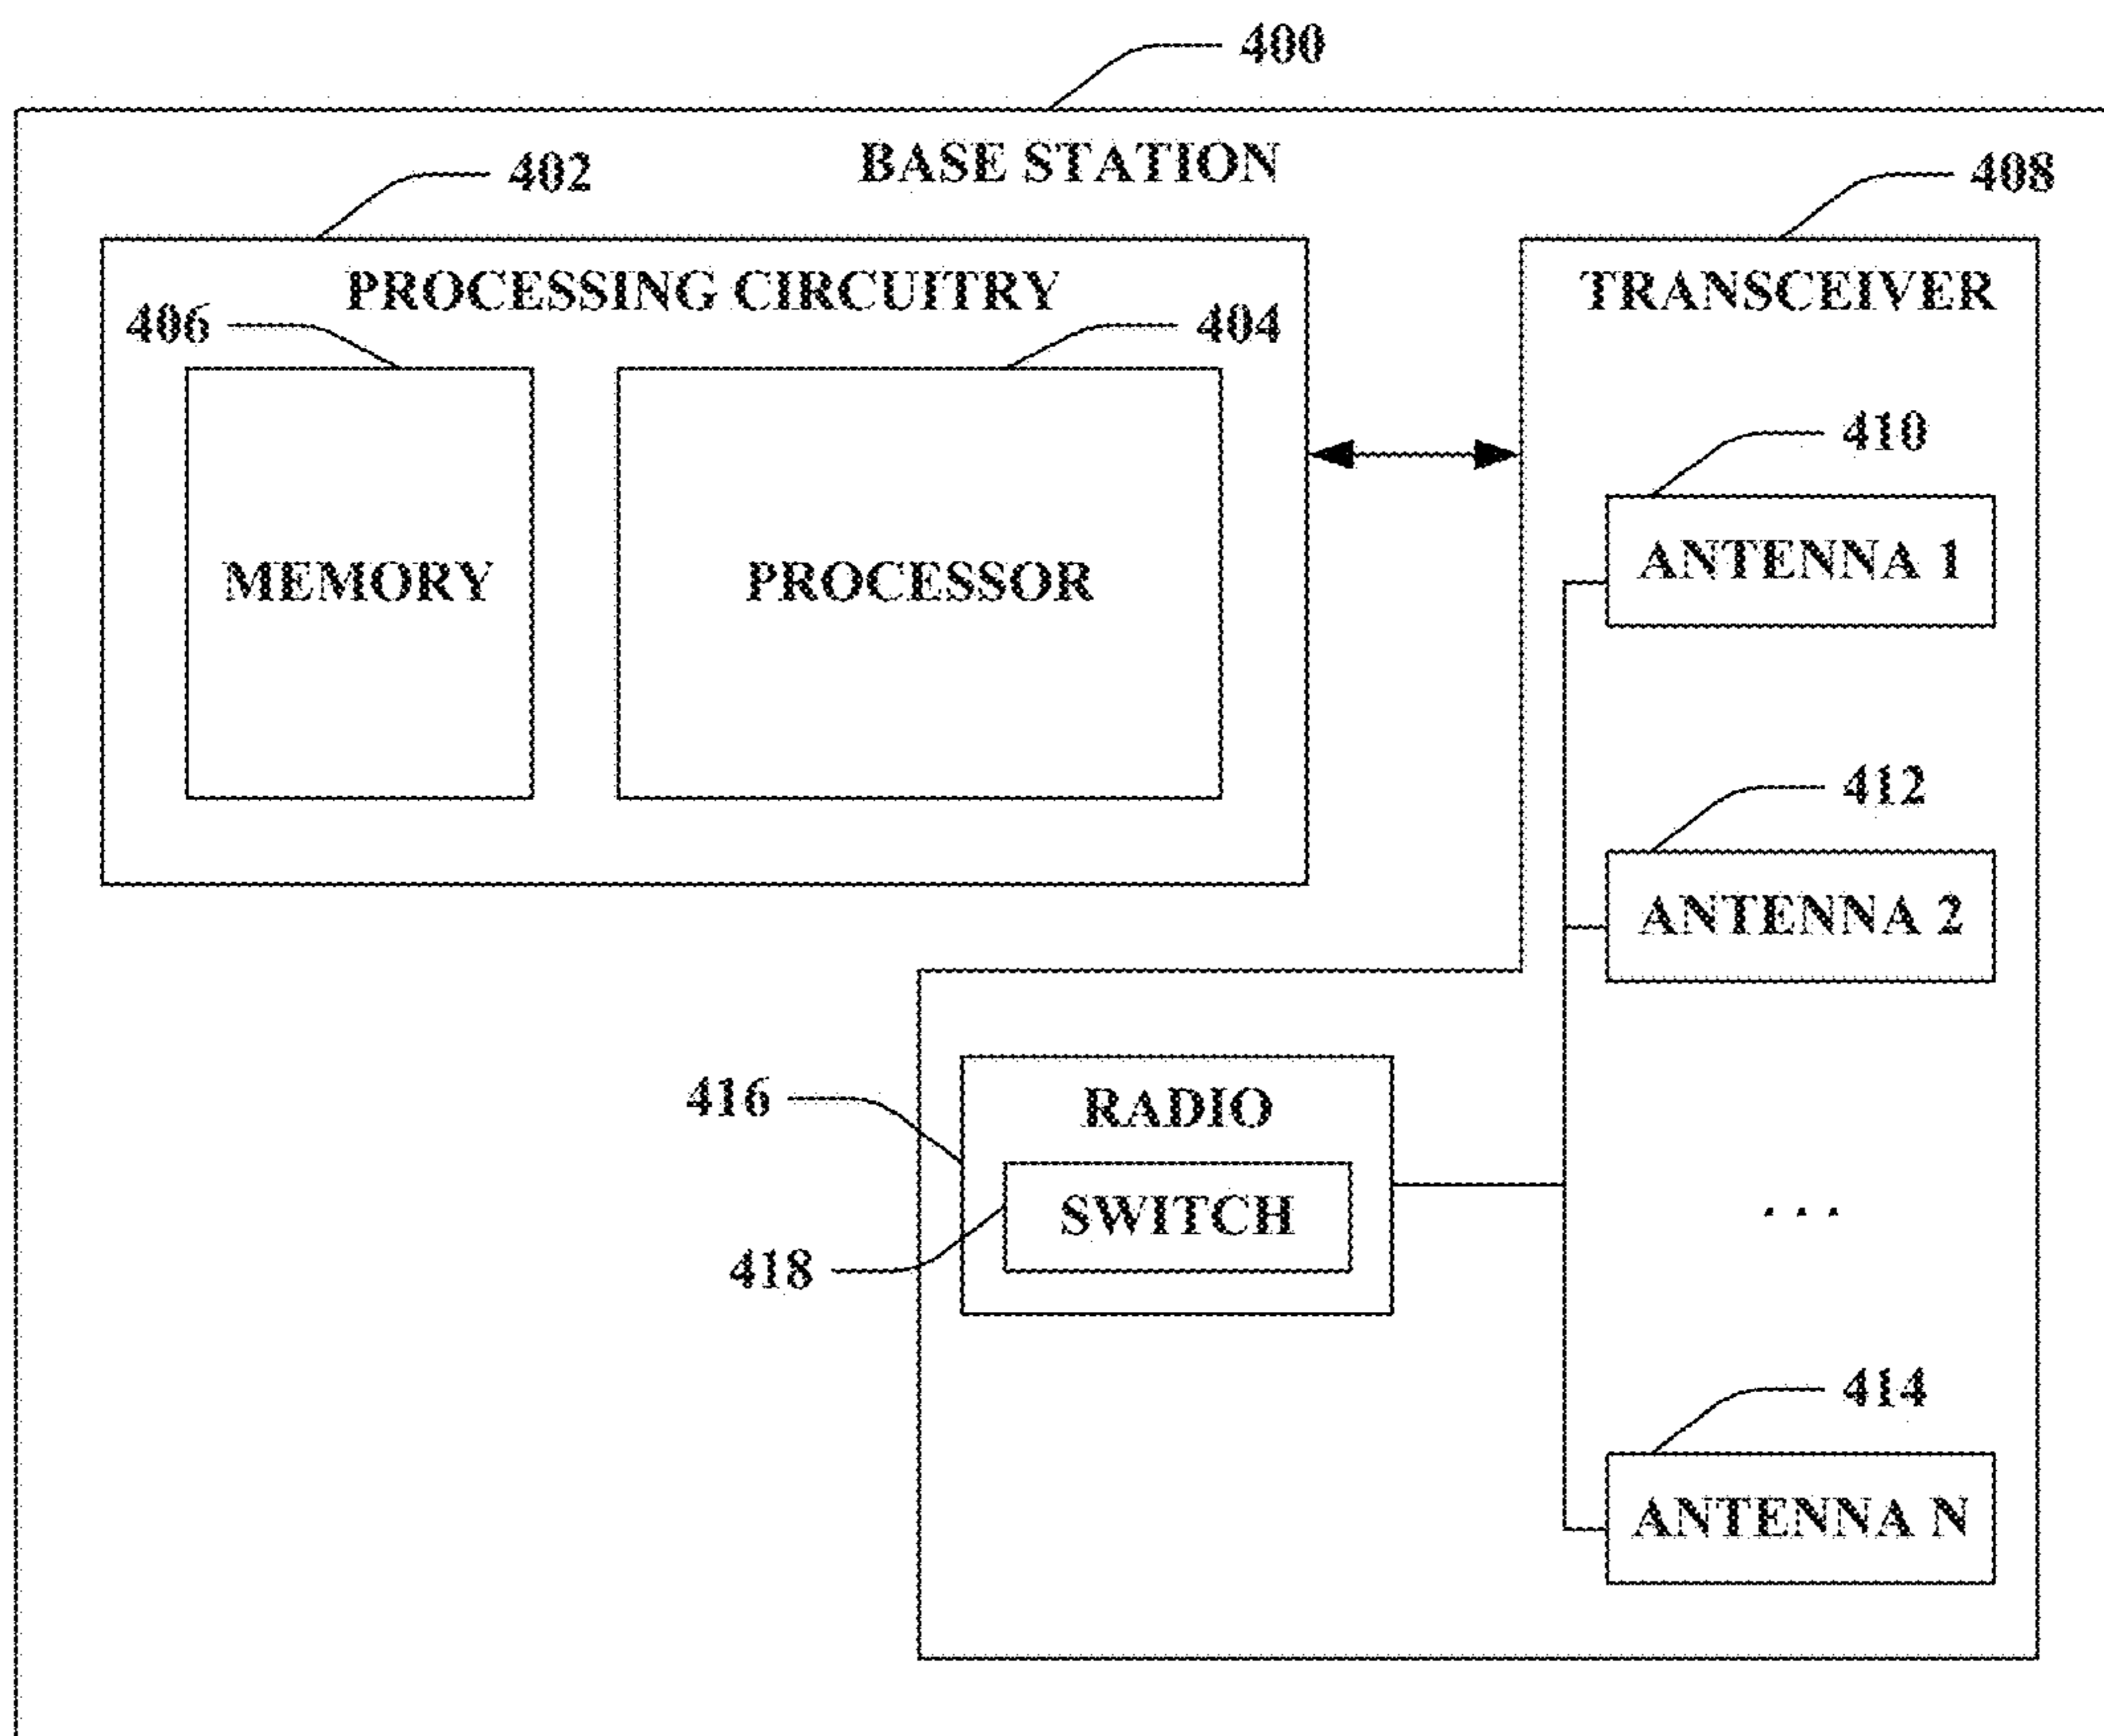 400
BASE STATION
402
408
PROCESSING CIRCUITRY
TRANSCEIVER
406
404
MEMORY
PROCESSOR
410
ANTENNA 1
412
ANTENNA 2
416
RADIO
SWITCH
418
...
414
ANTENNA N